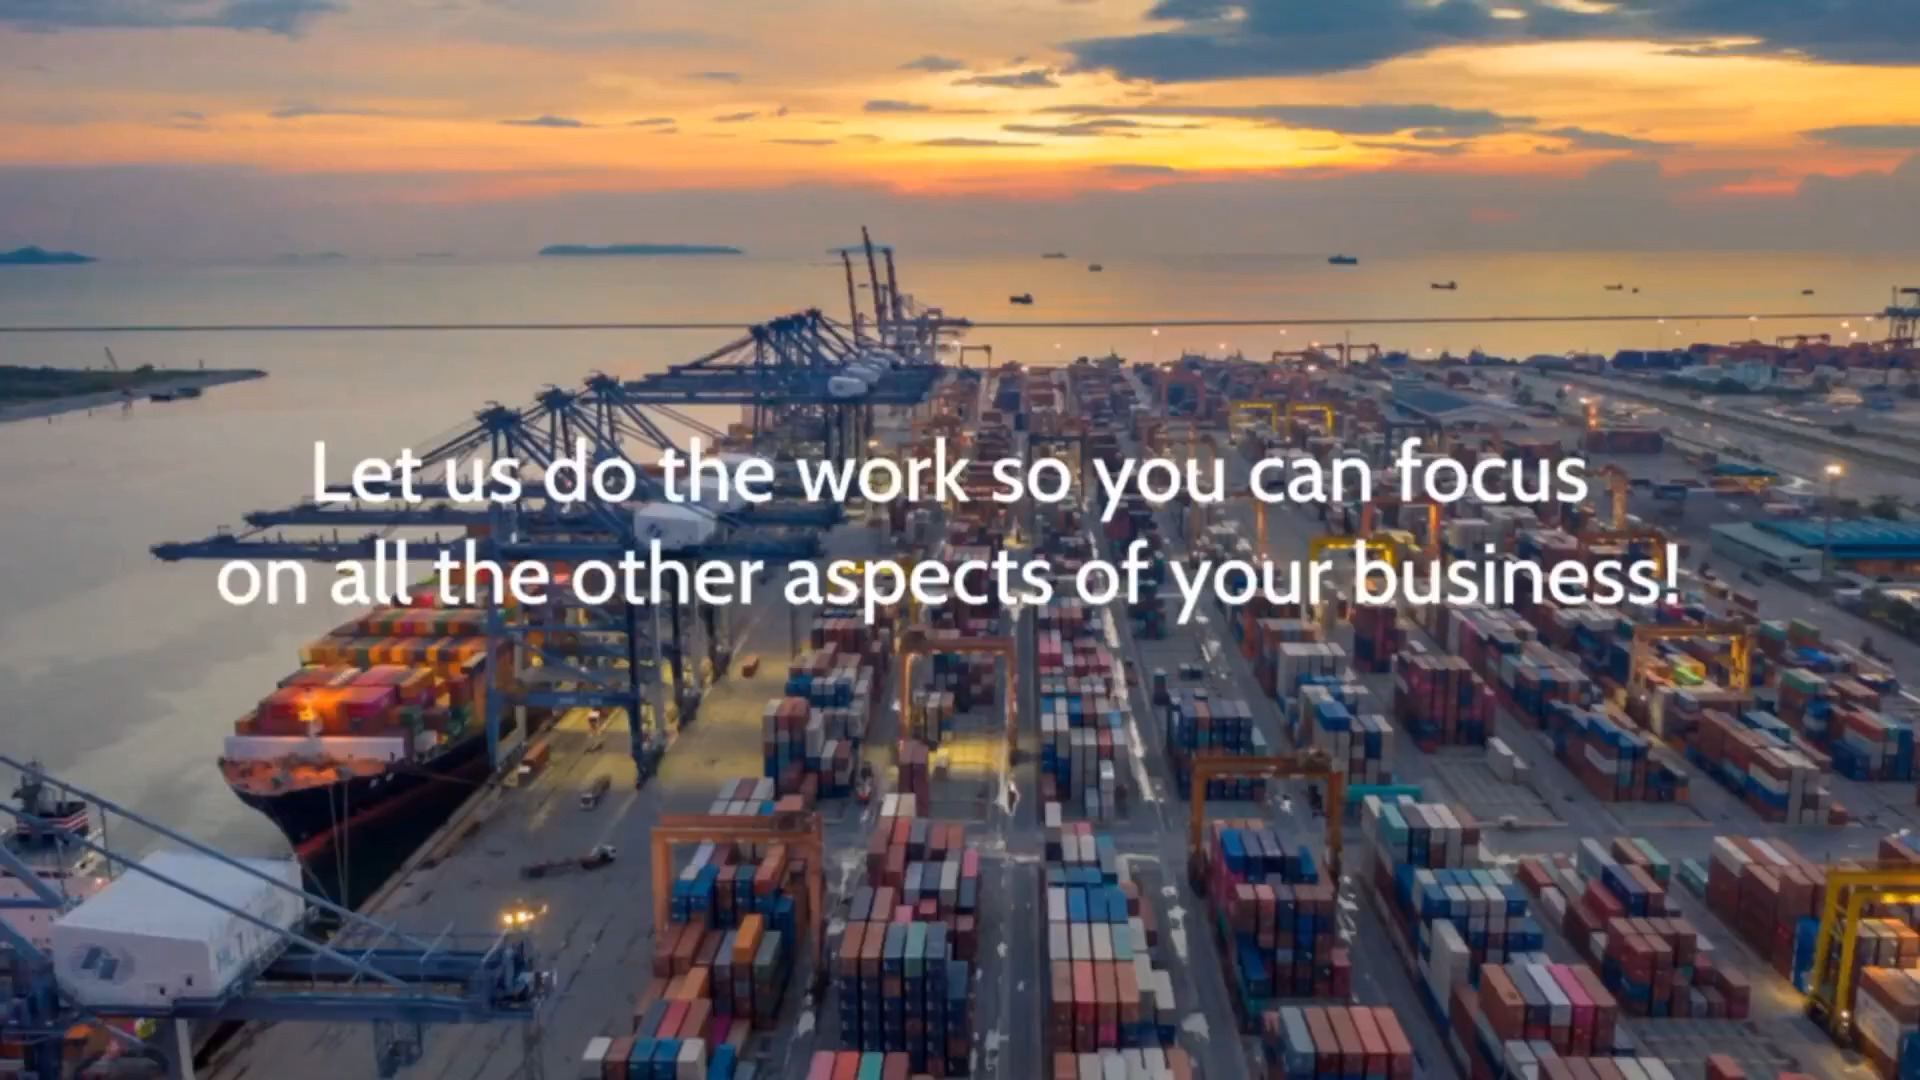 Let us do the work so you can focus
on all the other aspects of your business!